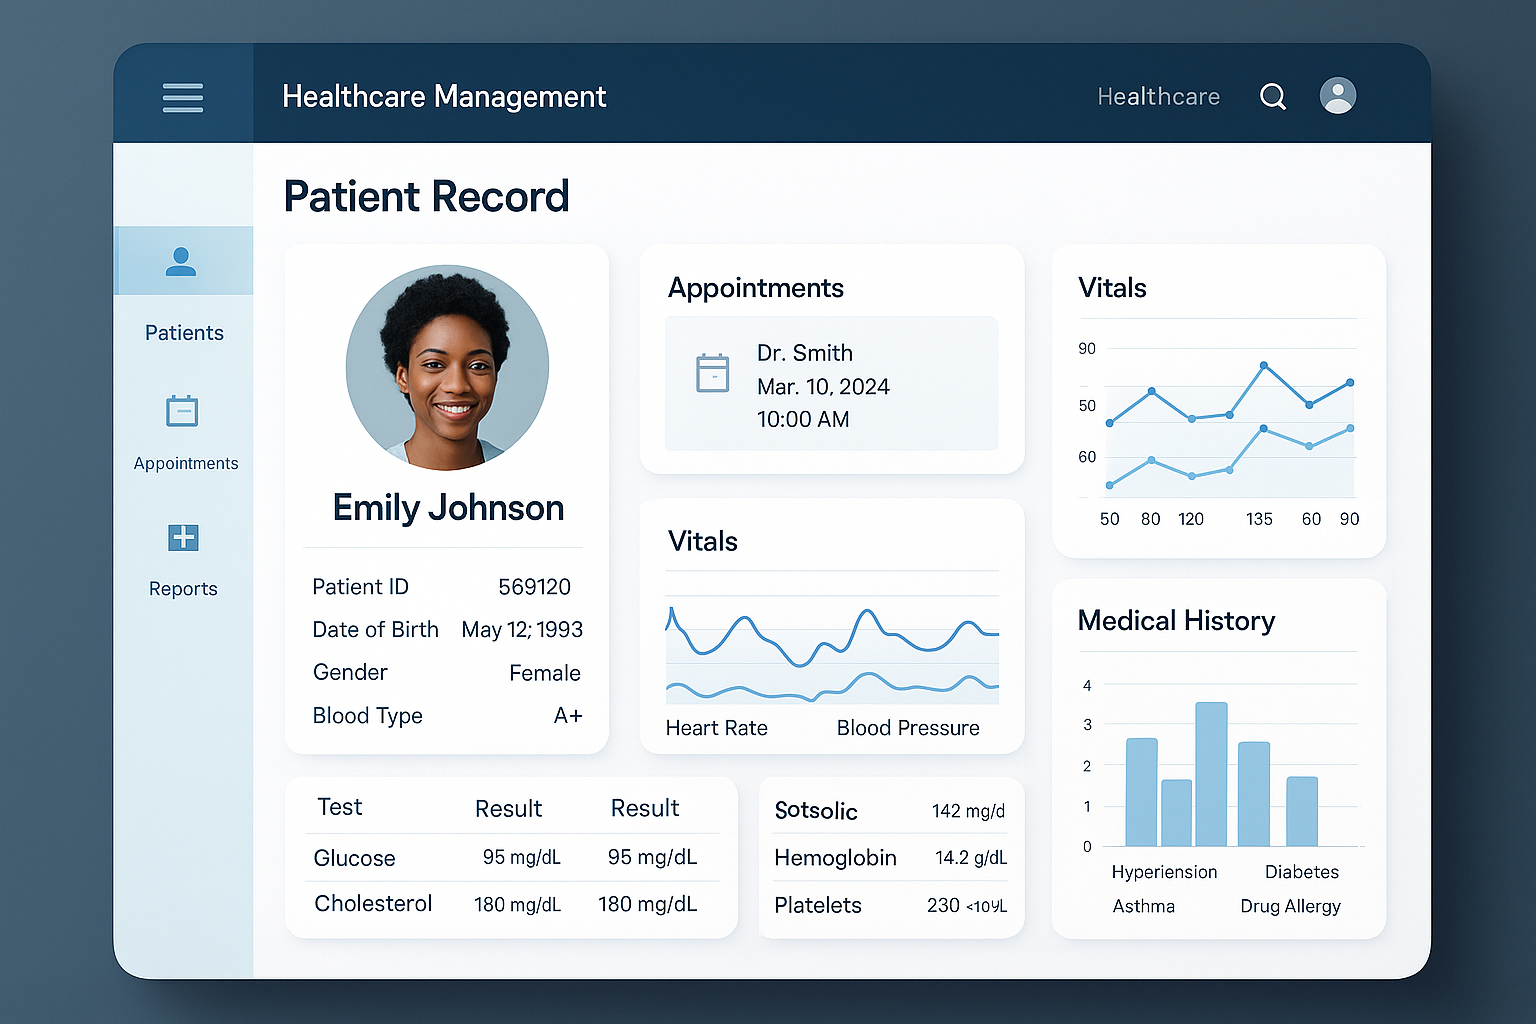 Healthcare Management
Healthcare
Patient Record
Patients
Appointments
Reports
Emily Johnson
Patient ID 569120
Date of Birth May 12; 1993
Gender Female
Blood Type A+
Appointments
Dr. Smith
Mar. 10, 2024
10:00 AM
Vitals
Heart Rate Blood Pressure
Vitals
90
50
60
50 80 120 135 60 90
Medical History
4
3
2
1
0
Hyperiension Diabetes
Asthma Drug Allergy
Test Result Result
Glucose 95 mg/dL 95 mg/dL
Cholesterol 180 mg/dL 180 mg/dL
Sotsolic 142 mg/d
Hemoglobin 14.2 g/dL
Platelets 230